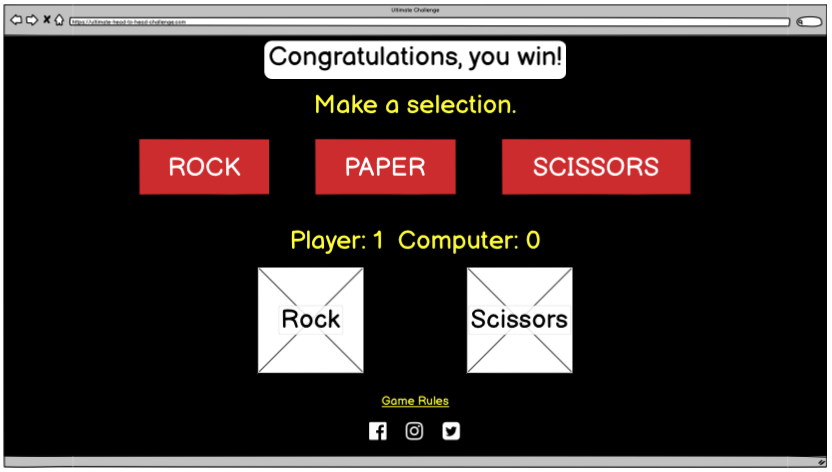 Ultimate Challenge
https://ultimate-head-to-head-challenge.com
Congratulations, you win!
Make a selection.
ROCK PAPER SCISSORS
Player: 1 Computer: 0
Rock Scissors
Game Rules